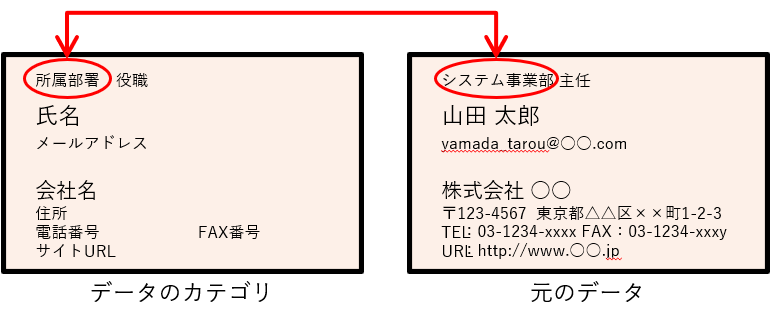 所属部署 役職
氏名
メールアドレス
会社名
住所
電話番号 FAX番号
サイトURL
データのカテゴリ
システム事業部 主任
山田 太郎
yamada_tarou@〇〇.com
株式会社 〇〇
〒123-4567 東京都△△区××町1-2-3
TEL: 03-1234-xxxx FAX：03-1234-xxxy
URL: http://www.〇〇.jp
元のデータ